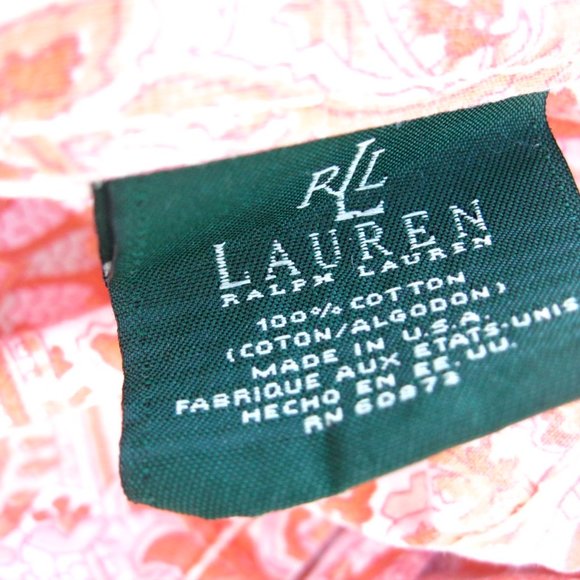 RLL
LAUREN
RALPH LAUREN
100% COTTON
(COTON/ALGODON)
MADE IN U.S.A.
FABRIQUE AUX ETATS-UNIS
HECHO EN EE.UU.
RN 60873